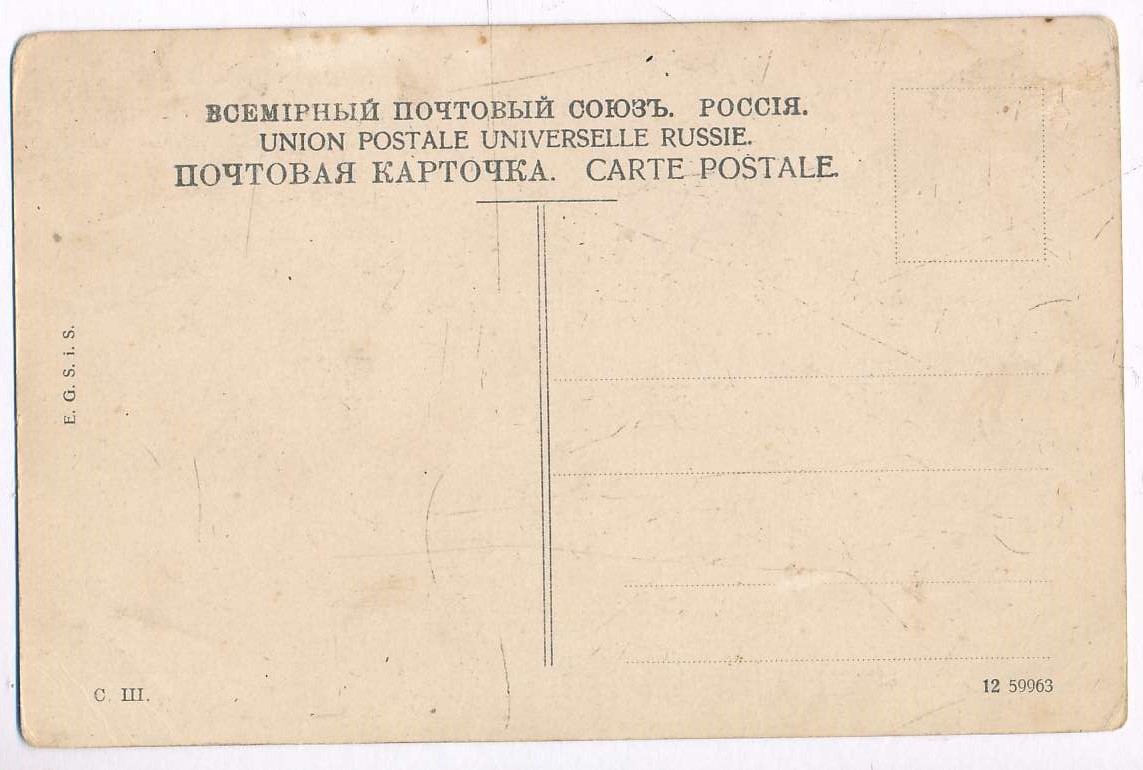 ВСЕМІРНЫЙ ПОЧТОВЫЙ СОЮЗЪ. РОССІЯ.
UNION POSTALE UNIVERSELLE RUSSIE.
ПОЧТОВАЯ КАРТОЧКА. CARTE POSTALE.
E. G. S. i. S.
С. Ш.
12 59963